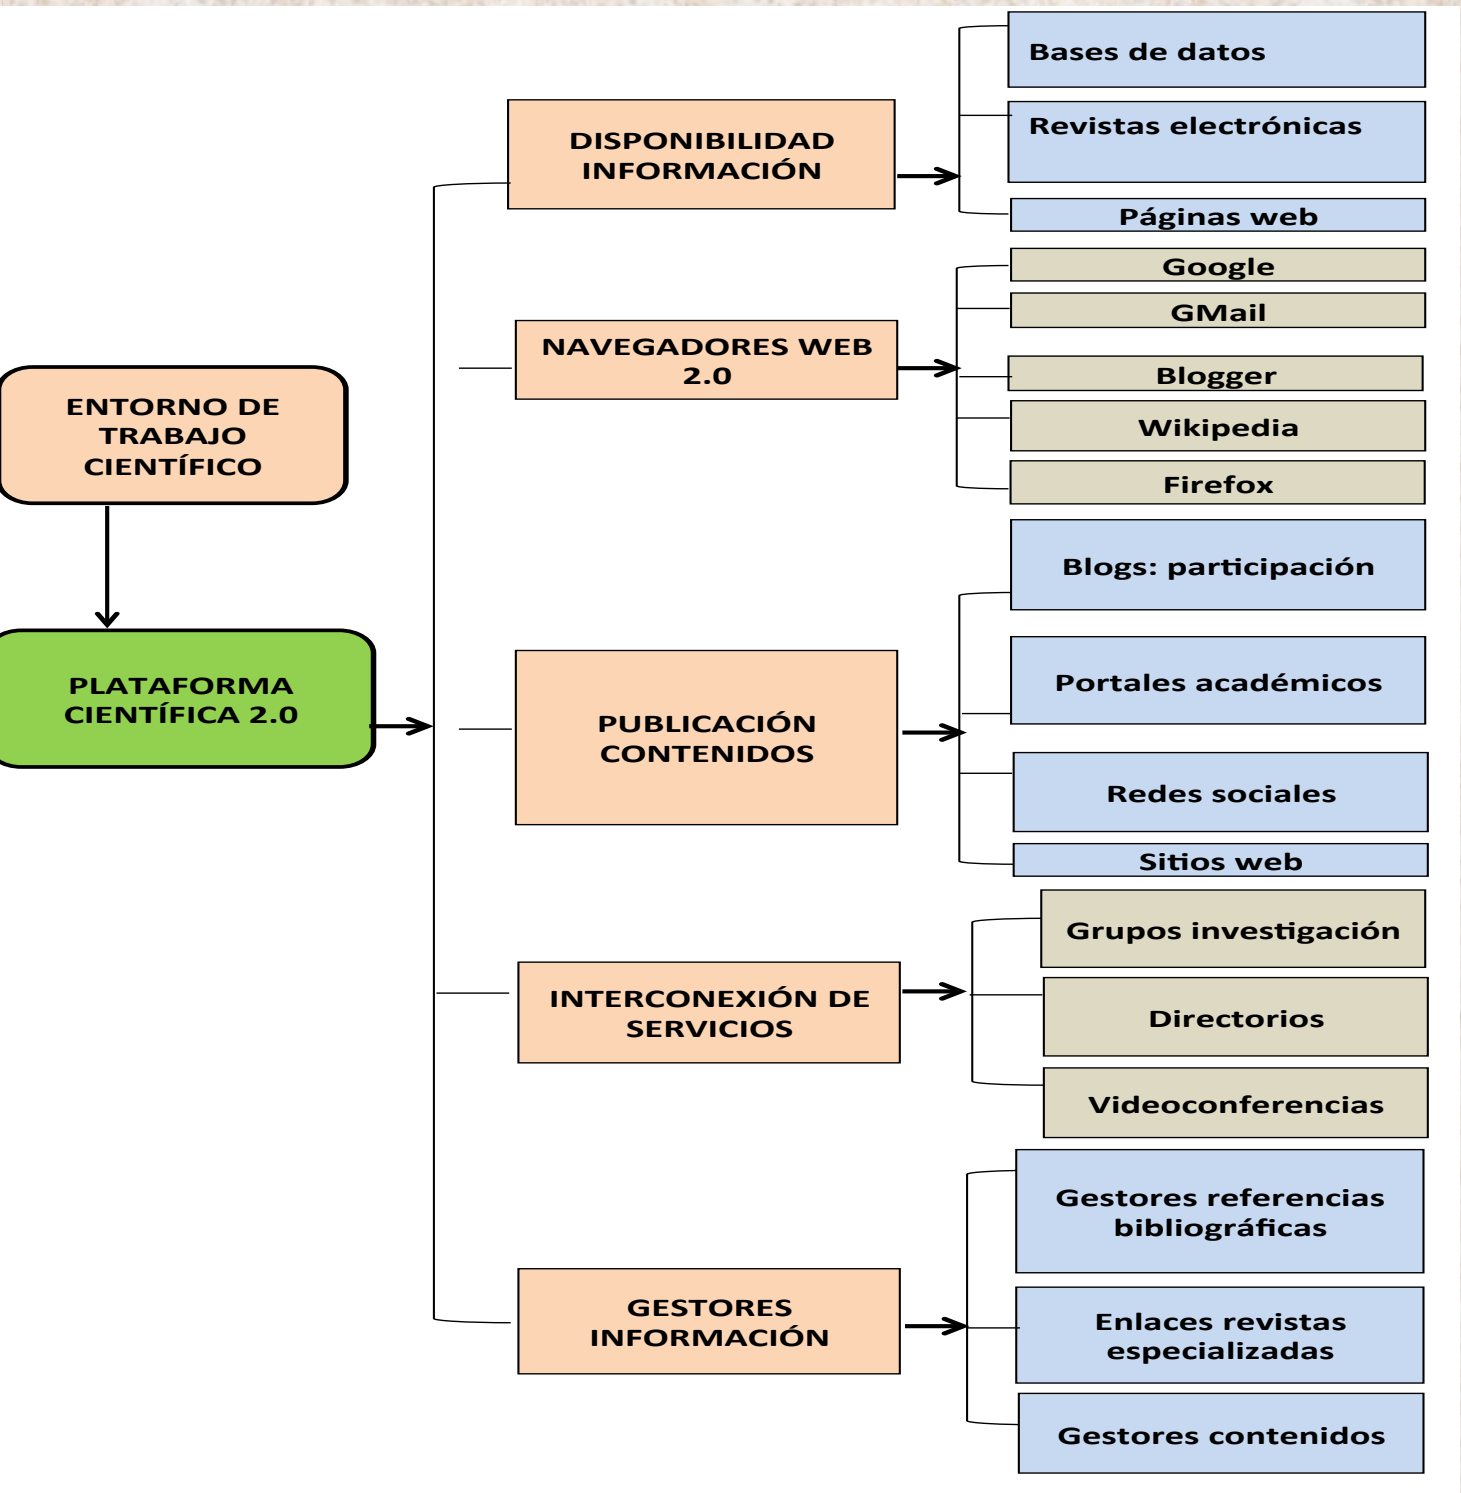 ENTORNO DE
TRABAJO
CIENTÍFICO
PLATAFORMA
CIENTÍFICA 2.0
DISPONIBILIDAD
INFORMACIÓN
Bases de datos
Revistas electrónicas
Páginas web
NAVEGADORES WEB
2.0
Google
GMail
Blogger
Wikipedia
Firefox
PUBLICACIÓN
CONTENIDOS
Blogs: participación
Portales académicos
Redes sociales
Sitios web
INTERCONEXIÓN DE
SERVICIOS
Grupos investigación
Directorios
Videoconferencias
GESTORES
INFORMACIÓN
Gestores referencias
bibliográficas
Enlaces revistas
especializadas
Gestores contenidos